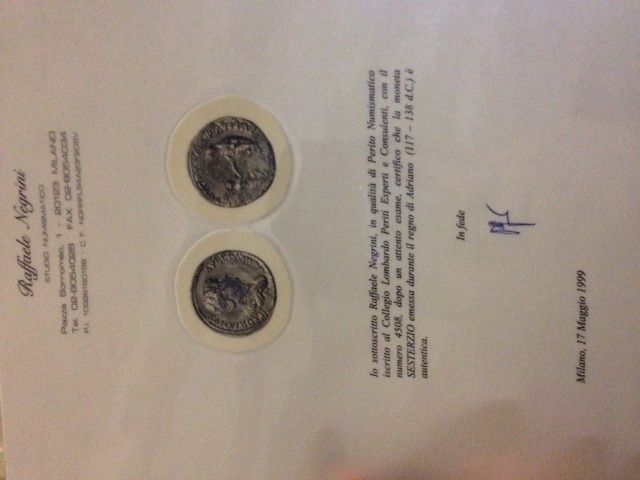 Raffaele Negrini
STUDIO NUMISMATICO
Piazza Borromeo, 1 - 20123 MILANO
Tel. 02-8054028 FAX 02-8054034
Io sottoscritto Raffaele Negrini, in qualità di Perito Numismatico
iscritto al Collegio Lombardo Periti Esperti e Consulenti, con il
numero 4508, dopo un attento esame, certifico che la moneta
SESTERZIO emessa durante il regno di Adriano (117 – 138 d.C.) è
autentica.
In fede
Milano, 17 Maggio 1999